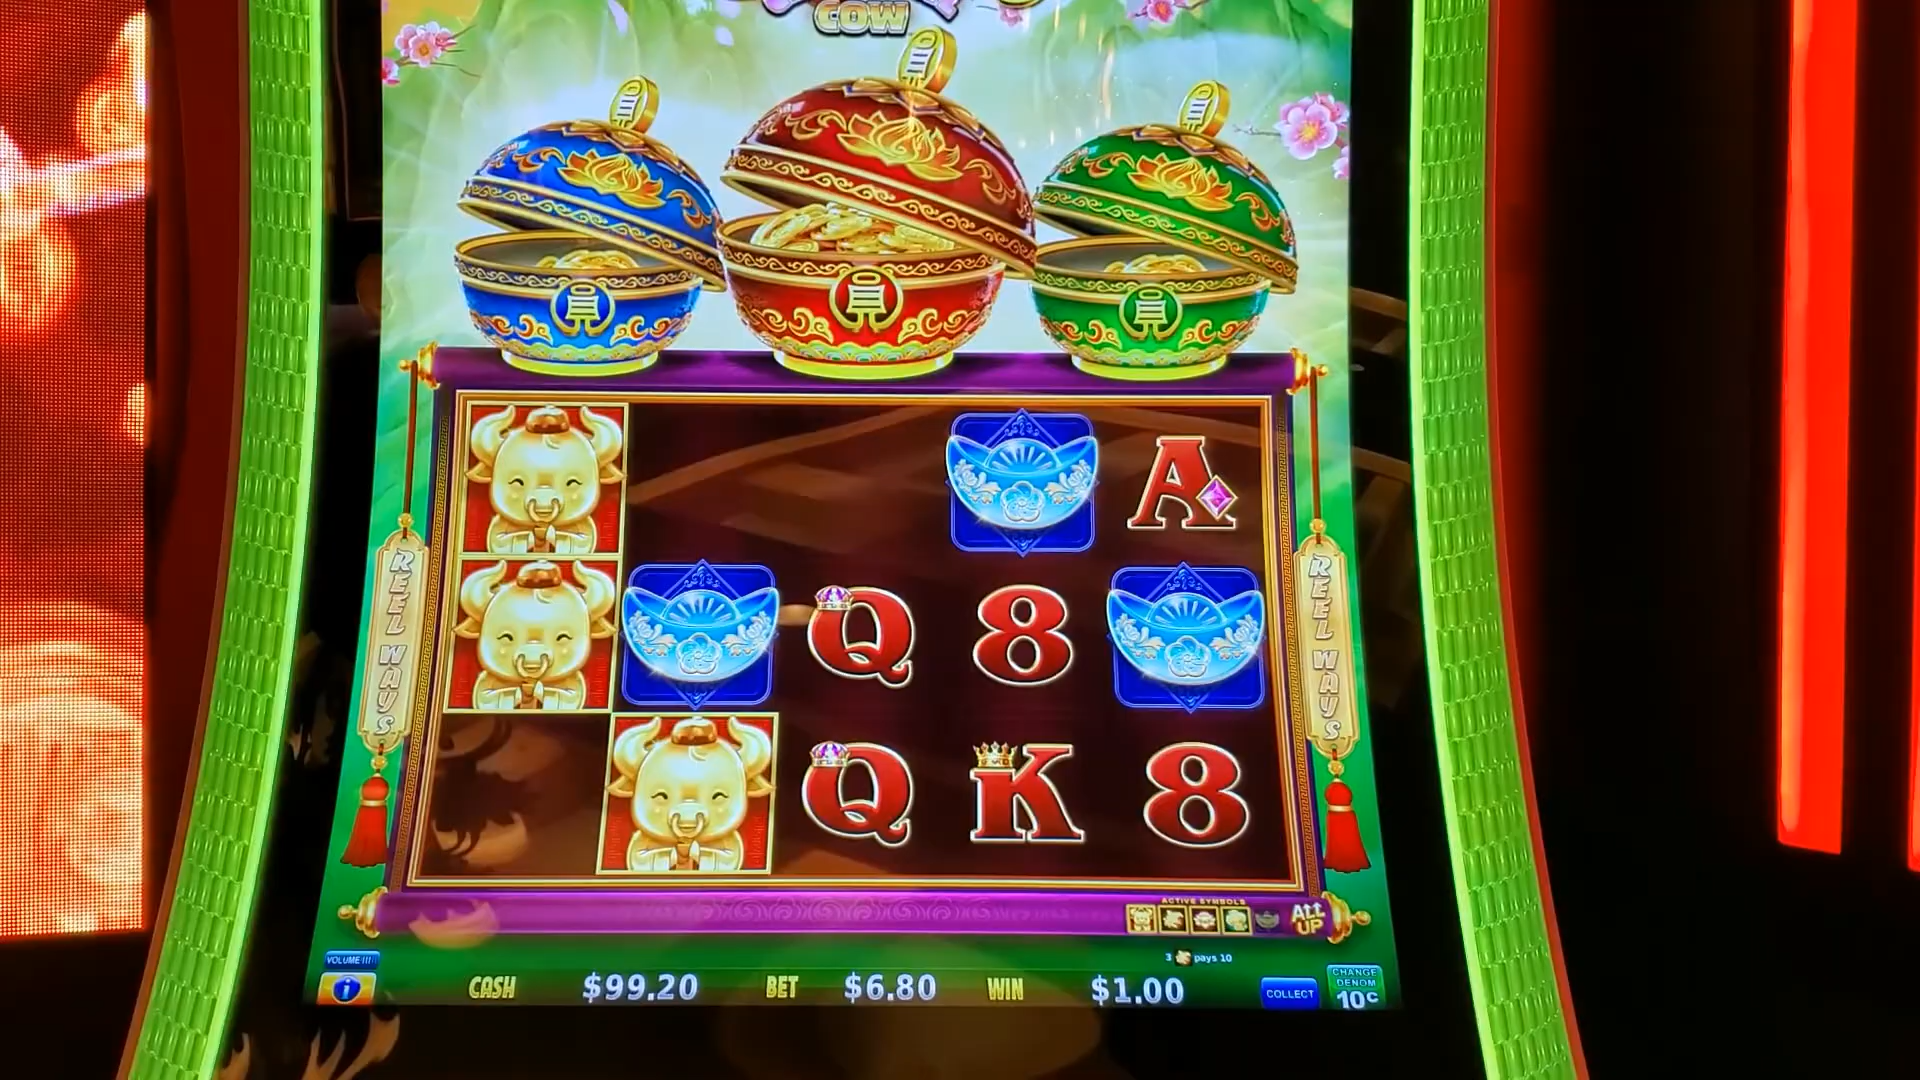 COW
A
Q 8
Q K 8
REEL WAYS
REEL WAYS
ACTIVE SYMBOLS
ALL UP
3 pays 10
VOLUME
CASH $99.20 BET $6.80 WIN $1.00
COLLECT
CHANGE
DENOM
10¢